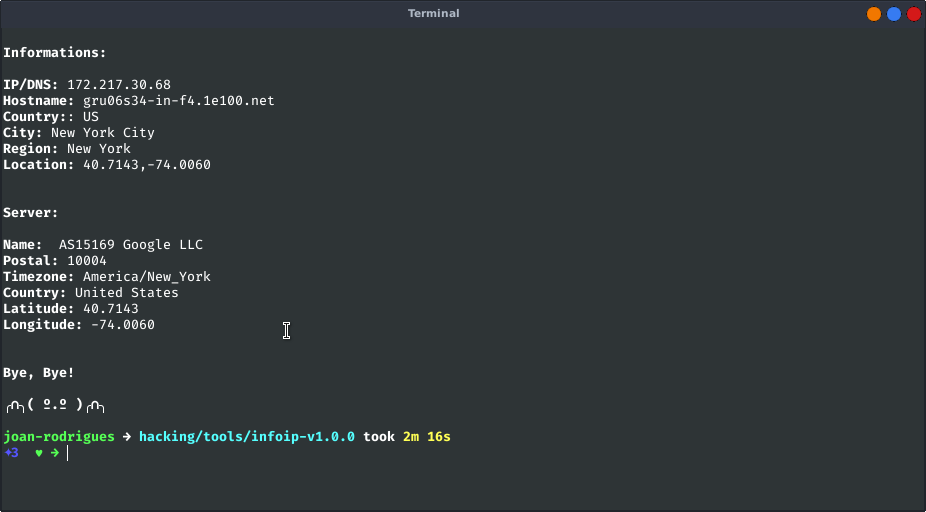 Terminal
Informations:
IP/DNS: 172.217.30.68
Hostname: gru06s34-in-f4.1e100.net
Country:: US
City: New York City
Region: New York
Location: 40.7143,-74.0060
Server:
Name:  AS15169 Google LLC
Postal: 10004
Timezone: America/New_York
Country: United States
Latitude: 40.7143
Longitude: -74.0060
Bye, Bye!
╭∩╮( º.º )╭∩╮
joan-rodrigues → hacking/tools/infoip-v1.0.0 took 2m 16s
✦3  ♥ →